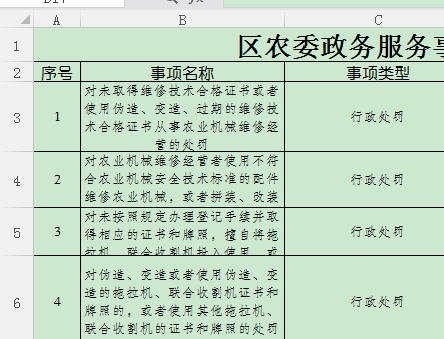 A B C
1 区农委政务服务事
2 序号 事项名称 事项类型
3 1 对未取得维修技术合格证书或者
使用伪造、变造、过期的维修技
术合格证书从事农业机械维修经
营的处罚 行政处罚
4 2 对农业机械维修经营者使用不符
合农业机械安全技术标准的配件
维修农业机械，或者拼装、改装 行政处罚
5 3 对未按照规定办理登记手续并取
得相应的证书和牌照，擅自将拖
拉机、联合收割机投入使用，或 行政处罚
6 4 对伪造、变造或者使用伪造、变
造的拖拉机、联合收割机证书和
牌照的，或者使用其他拖拉机、
联合收割机的证书和牌照的处罚 行政处罚